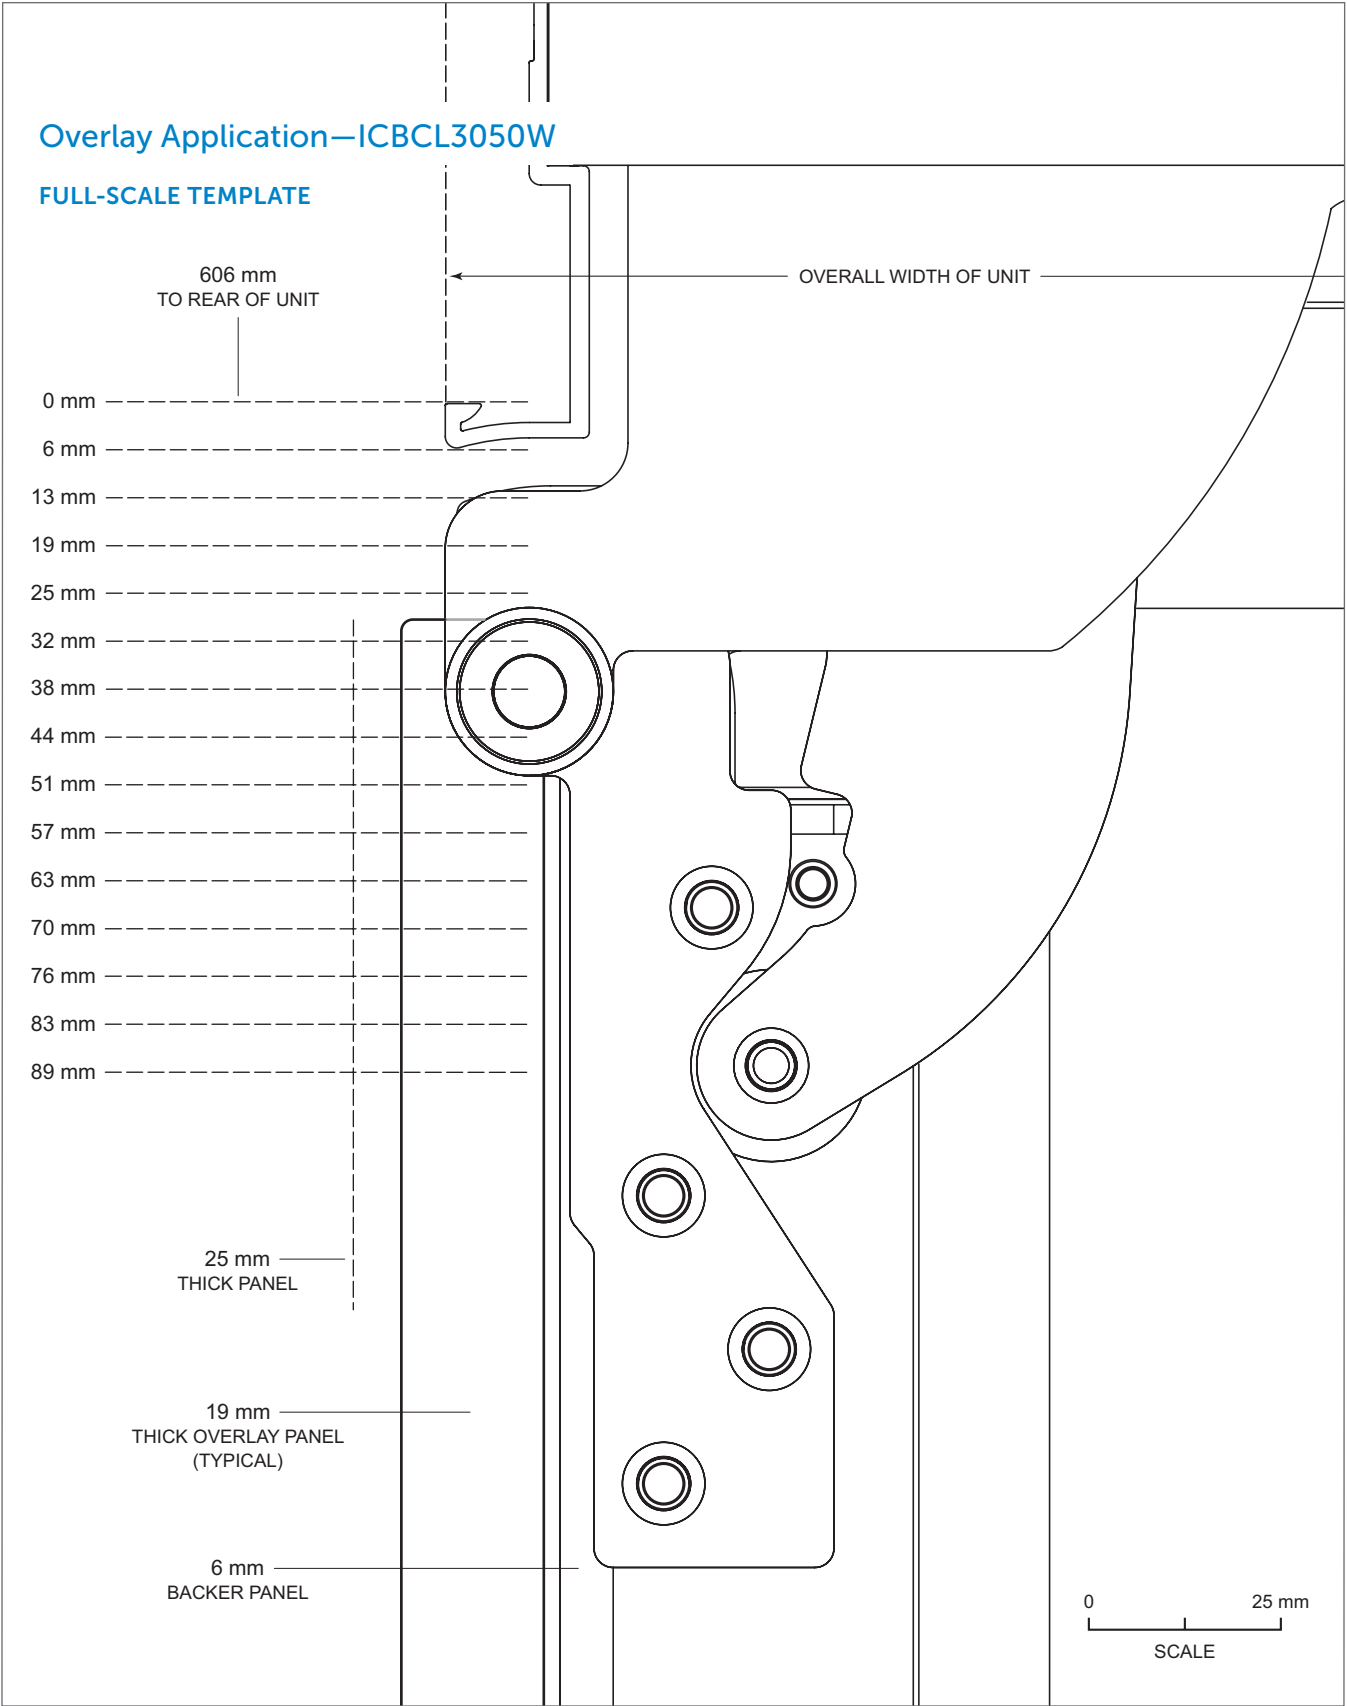 Overlay Application—ICBCL3050W
FULL-SCALE TEMPLATE
606 mm
TO REAR OF UNIT
OVERALL WIDTH OF UNIT
0 mm
6 mm
13 mm
19 mm
25 mm
32 mm
38 mm
44 mm
51 mm
57 mm
63 mm
70 mm
76 mm
83 mm
89 mm
25 mm
THICK PANEL
19 mm
THICK OVERLAY PANEL
(TYPICAL)
6 mm
BACKER PANEL
0 25 mm
SCALE